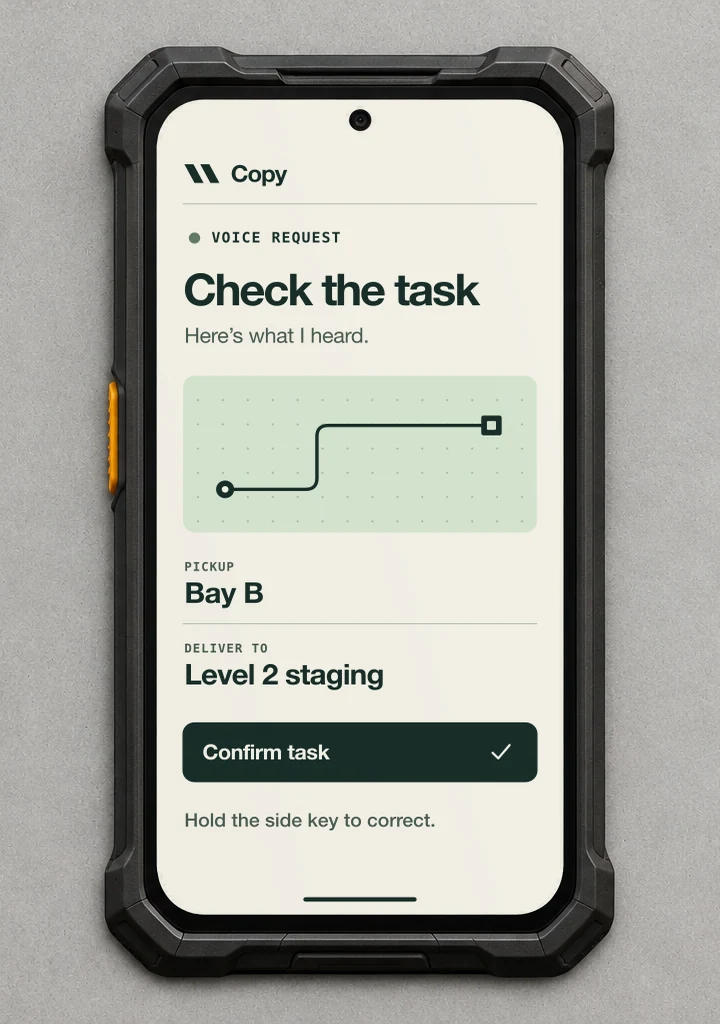 Copy
VOICE REQUEST
Check the task
Here’s what I heard.
PICKUP
Bay B
DELIVER TO
Level 2 staging
Confirm task
Hold the side key to correct.